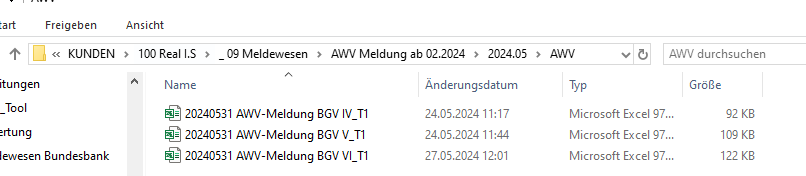 AWV
tart Freigeben Ansicht
« KUNDEN > 100 Real I.S > _ 09 Meldewesen > AWV Meldung ab 02.2024 > 2024.05 > AWV AWV durchsuchen
Name Änderungsdatum Typ Größe
20240531 AWV-Meldung BGV IV_T1 24.05.2024 11:17 Microsoft Excel 97... 92 KB
20240531 AWV-Meldung BGV V_T1 24.05.2024 11:44 Microsoft Excel 97... 109 KB
20240531 AWV-Meldung BGV VI_T1 27.05.2024 12:01 Microsoft Excel 97... 122 KB
itungen
_Tool
ertung
lewesen Bundesbank